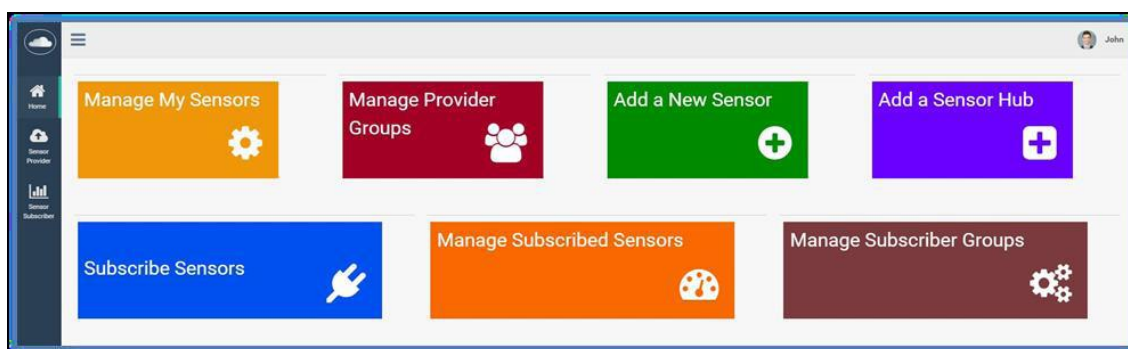 John
Home
Sensor
Provider
Sensor
Subscriber
Manage My Sensors
Manage Provider
Groups
Add a New Sensor
Add a Sensor Hub
Subscribe Sensors
Manage Subscribed Sensors
Manage Subscriber Groups